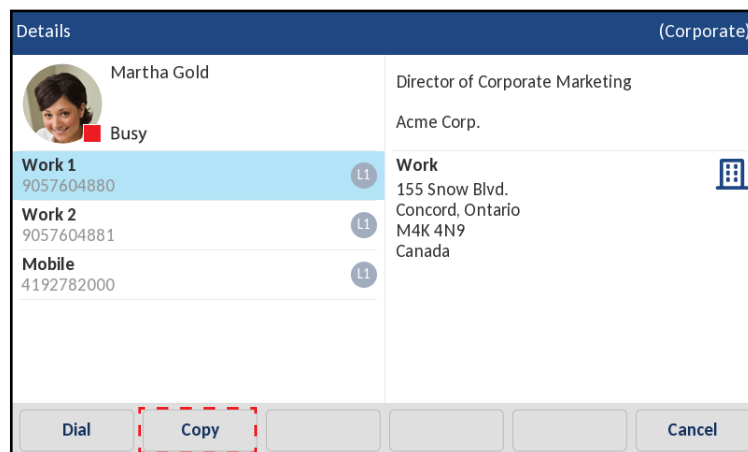 Details
(Corporate)
Martha Gold
Busy
Director of Corporate Marketing
Acme Corp.
Work 1
9057604880
L1
Work 2
9057604881
L1
Mobile
4192782000
L1
Work
155 Snow Blvd.
Concord, Ontario
M4K 4N9
Canada
Dial
Copy
Cancel